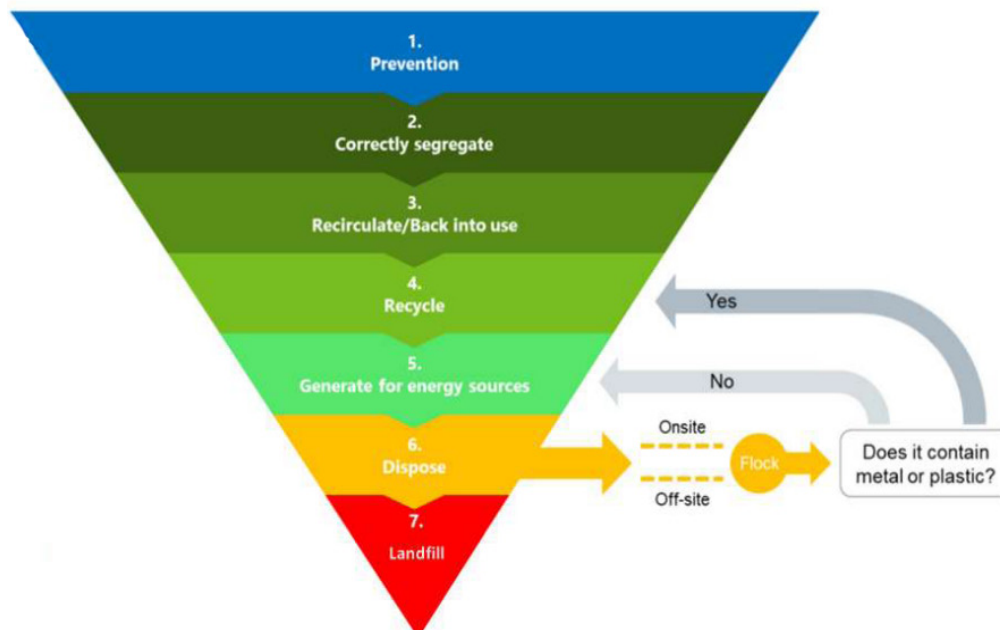 1.
Prevention
2.
Correctly segregate
3.
Recirculate/Back into use
4.
Recycle
5.
Generate for energy sources
6.
Dispose
7.
Landfill
Yes
No
Onsite
Flock
Off-site
Does it contain
metal or plastic?